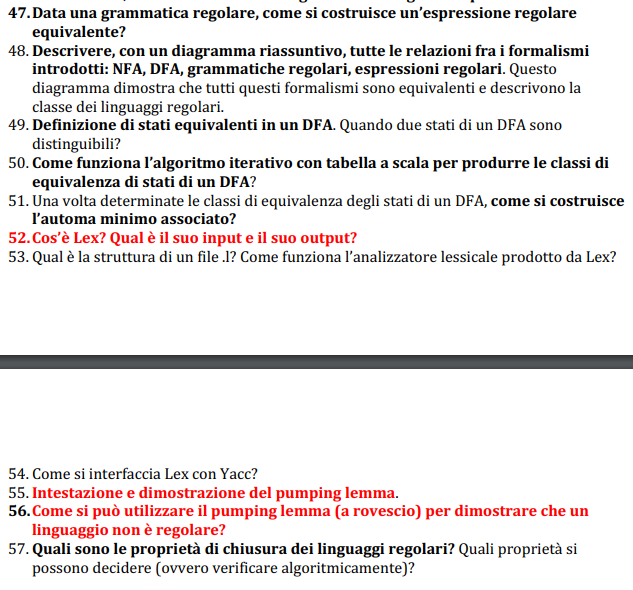 47. Data una grammatica regolare, come si costruisce un'espressione regolare
equivalente?
48. Descrivere, con un diagramma riassuntivo, tutte le relazioni fra i formalismi
introdotti: NFA, DFA, grammatiche regolari, espressioni regolari. Questo
diagramma dimostra che tutti questi formalismi sono equivalenti e descrivono la
classe dei linguaggi regolari.
49. Definizione di stati equivalenti in un DFA. Quando due stati di un DFA sono
distinguibili?
50. Come funziona l'algoritmo iterativo con tabella a scala per produrre le classi di
equivalenza di stati di un DFA?
51. Una volta determinate le classi di equivalenza degli stati di un DFA, come si costruisce
l'automa minimo associato?
52. Cos'è Lex? Qual è il suo input e il suo output?
53. Qual è la struttura di un file .l? Come funziona l'analizzatore lessicale prodotto da Lex?
54. Come si interfaccia Lex con Yacc?
55. Intestazione e dimostrazione del pumping lemma.
56. Come si può utilizzare il pumping lemma (a rovescio) per dimostrare che un
linguaggio non è regolare?
57. Quali sono le proprietà di chiusura dei linguaggi regolari? Quali proprietà si
possono decidere (ovvero verificare algoritmicamente)?